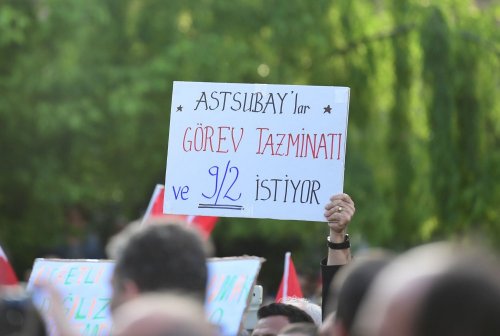 ★ ASTSUBAY'lar ★
GÖREV TAZMİNATI
ve 9/2 İSTİYOR